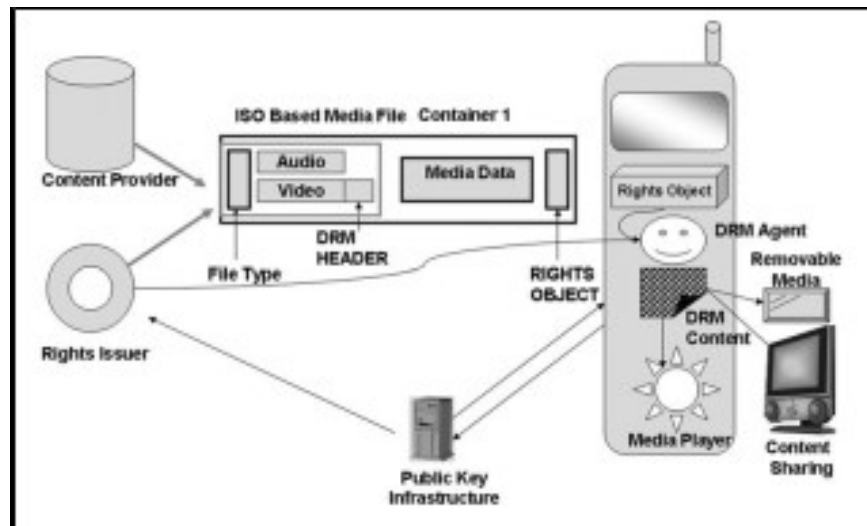 ISO Based Media File Container 1
Content Provider
Audio
Video
Media Data
DRM
HEADER
File Type
RIGHTS
OBJECT
Rights Issuer
Rights Object
DRM Agent
Removable
Media
DRM
Content
Media Player
Content
Sharing
Public Key
Infrastructure